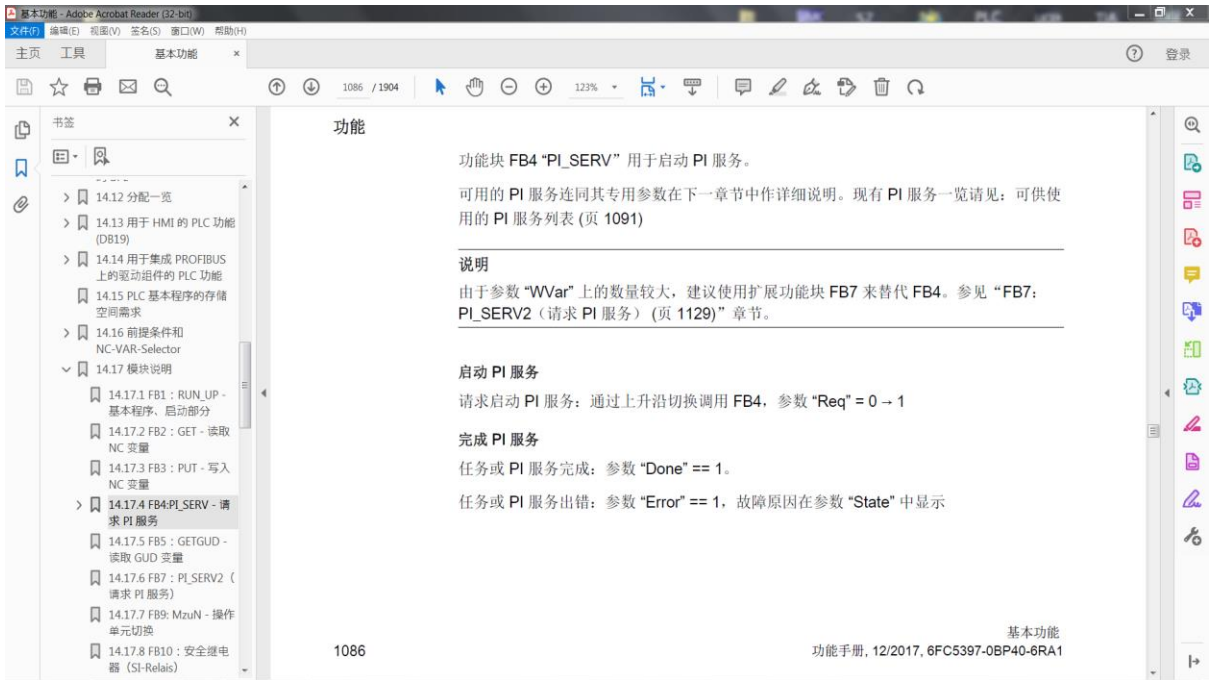 基本功能 - Adobe Acrobat Reader (32-bit)
文件(F) 编辑(E) 视图(V) 签名(S) 窗口(W) 帮助(H)
主页 工具 基本功能 × 登录
1086 / 1904 123%
书签
14.12 分配一览
14.13 用于 HMI 的 PLC 功能
(DB19)
14.14 用于集成 PROFIBUS
上的驱动组件的 PLC 功能
14.15 PLC 基本程序的存储
空间需求
14.16 前提条件和
NC-VAR-Selector
14.17 模块说明
14.17.1 FB1：RUN_UP -
基本程序、启动部分
14.17.2 FB2：GET - 读取
NC 变量
14.17.3 FB3：PUT - 写入
NC 变量
14.17.4 FB4:PI_SERV - 请
求 PI 服务
14.17.5 FB5：GETGUD -
读取 GUD 变量
14.17.6 FB7：PI_SERV2（
请求 PI 服务）
14.17.7 FB9: MzuN - 操作
单元切换
14.17.8 FB10：安全继电
器（SI-Relais）
功能
功能块 FB4 “PI_SERV” 用于启动 PI 服务。
可用的 PI 服务连同其专用参数在下一章节中作详细说明。现有 PI 服务一览请见：可供使
用的 PI 服务列表 (页 1091)
说明
由于参数 “WVar” 上的数量较大，建议使用扩展功能块 FB7 来替代 FB4。参见“FB7：
PI_SERV2（请求 PI 服务） (页 1129)”章节。
启动 PI 服务
请求启动 PI 服务：通过上升沿切换调用 FB4，参数 “Req” = 0 → 1
完成 PI 服务
任务或 PI 服务完成：参数 “Done” == 1。
任务或 PI 服务出错：参数 “Error” == 1，故障原因在参数 “State” 中显示
基本功能
1086 功能手册, 12/2017, 6FC5397-0BP40-6RA1